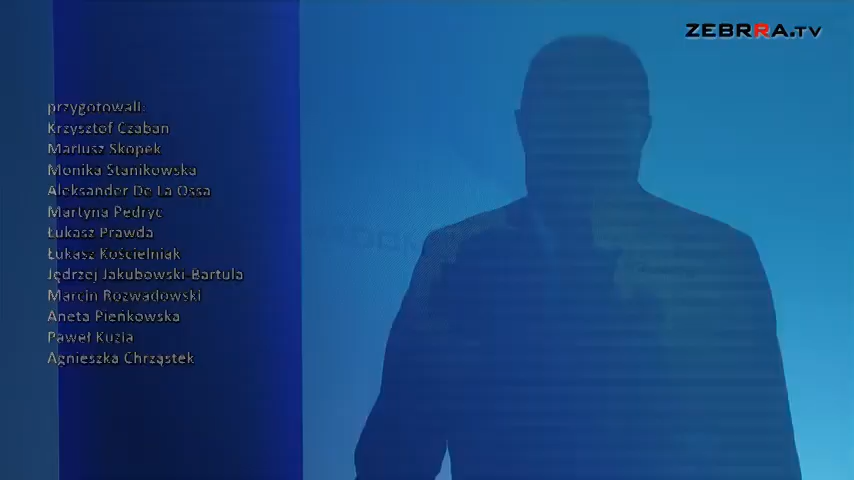 ZEBRRA.TV
przygotowali:
Krzysztof Czaban
Mariusz Skopek
Monika Stanikowska
Aleksander De La Ossa
Martyna Pedryc
Łukasz Prawda
Łukasz Kościelniak
Jędrzej Jakubowski-Bartula
Marcin Rozwadowski
Aneta Pieńkowska
Paweł Kuzia
Agnieszka Chrząstek